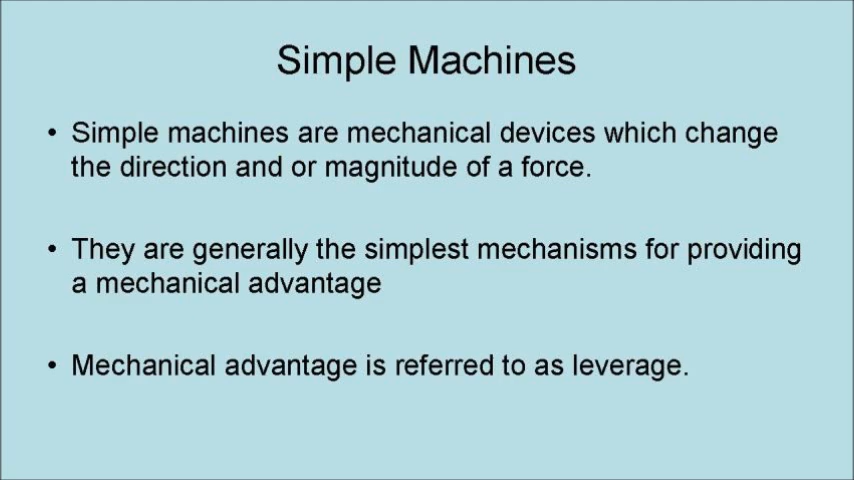 Simple Machines
• Simple machines are mechanical devices which change
the direction and or magnitude of a force.
• They are generally the simplest mechanisms for providing
a mechanical advantage
• Mechanical advantage is referred to as leverage.